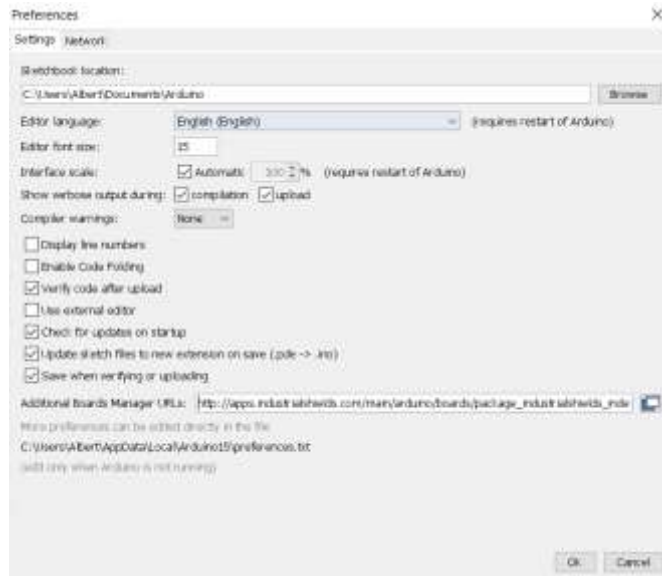 Preferences
Settings Network
Sketchbook location:
C:\Users\Albert\Documents\Arduino Browse
Editor language: English (English) (requires restart of Arduino)
Editor font size: 15
Interface scale: Automatic 100 % (requires restart of Arduino)
Show verbose output during: compilation upload
Compiler warnings: None
Display line numbers
Enable Code Folding
Verify code after upload
Use external editor
Check for updates on startup
Update sketch files to new extension on save (.pde -> .ino)
Save when verifying or uploading
Additional Boards Manager URLs: http://apps.industrialshields.com/main/arduino/boards/package_industrialshields_inde
More preferences can be edited directly in the file
C:\Users\Albert\AppData\Local\Arduino15\preferences.txt
(edit only when Arduino is not running)
OK Cancel